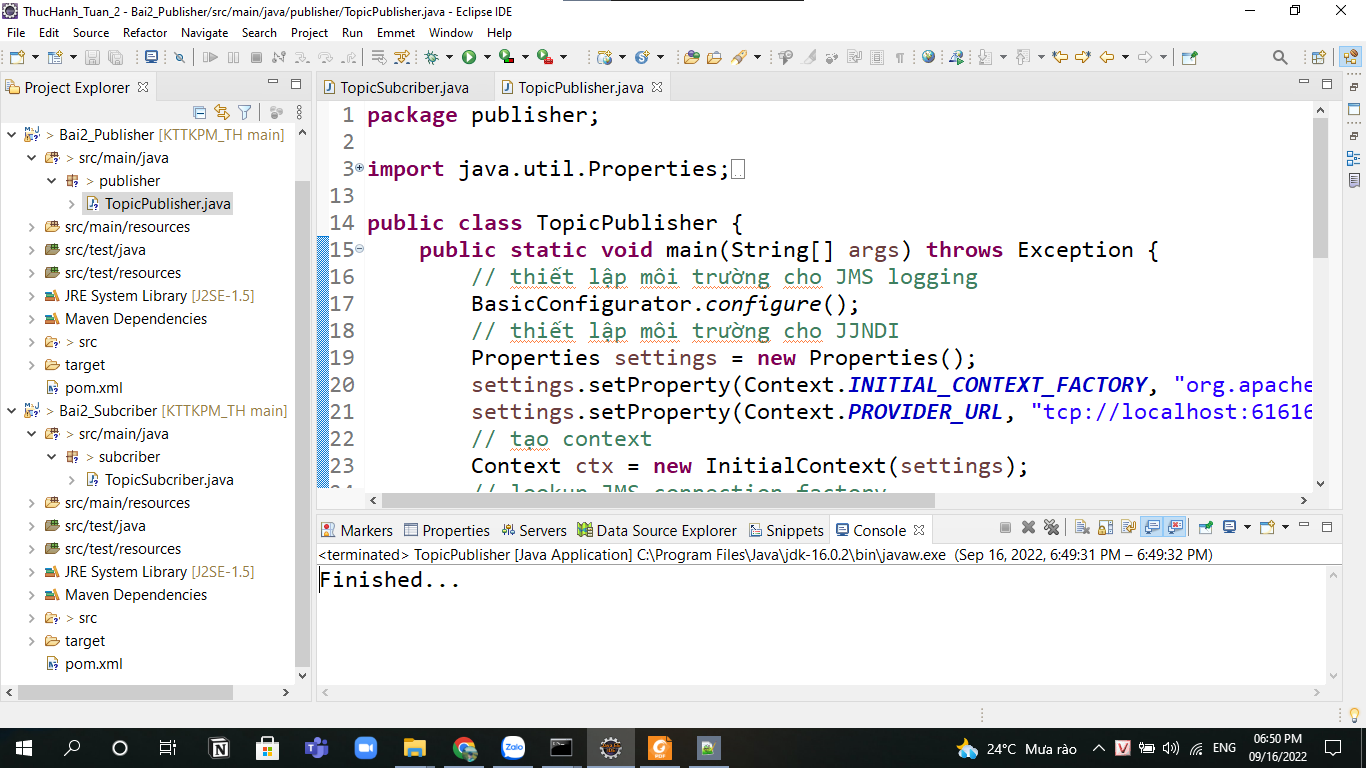 ThucHanh_Tuan_2 - Bai2_Publisher/src/main/java/publisher/TopicPublisher.java - Eclipse IDE
File Edit Source Refactor Navigate Search Project Run Emmet Window Help
Project Explorer
> Bai2_Publisher [KTTKPM_TH main]
> src/main/java
> publisher
TopicPublisher.java
src/main/resources
src/test/java
src/test/resources
JRE System Library [J2SE-1.5]
Maven Dependencies
> src
target
pom.xml
> Bai2_Subcriber [KTTKPM_TH main]
> src/main/java
> subcriber
TopicSubcriber.java
src/main/resources
src/test/java
src/test/resources
JRE System Library [J2SE-1.5]
Maven Dependencies
> src
target
pom.xml
TopicSubcriber.java TopicPublisher.java
1 package publisher;
2
3 import java.util.Properties;
13
14 public class TopicPublisher {
15 public static void main(String[] args) throws Exception {
16 // thiết lập môi trường cho JMS logging
17 BasicConfigurator.configure();
18 // thiết lập môi trường cho JJNDI
19 Properties settings = new Properties();
20 settings.setProperty(Context.INITIAL_CONTEXT_FACTORY, "org.apache
21 settings.setProperty(Context.PROVIDER_URL, "tcp://localhost:61616
22 // tạo context
23 Context ctx = new InitialContext(settings);
24 // lookup JMS connection factory
Markers Properties Servers Data Source Explorer Snippets Console
<terminated> TopicPublisher [Java Application] C:\Program Files\Java\jdk-16.0.2\bin\javaw.exe (Sep 16, 2022, 6:49:31 PM – 6:49:32 PM)
Finished...
24°C Mưa rào ENG 06:50 PM
09/16/2022